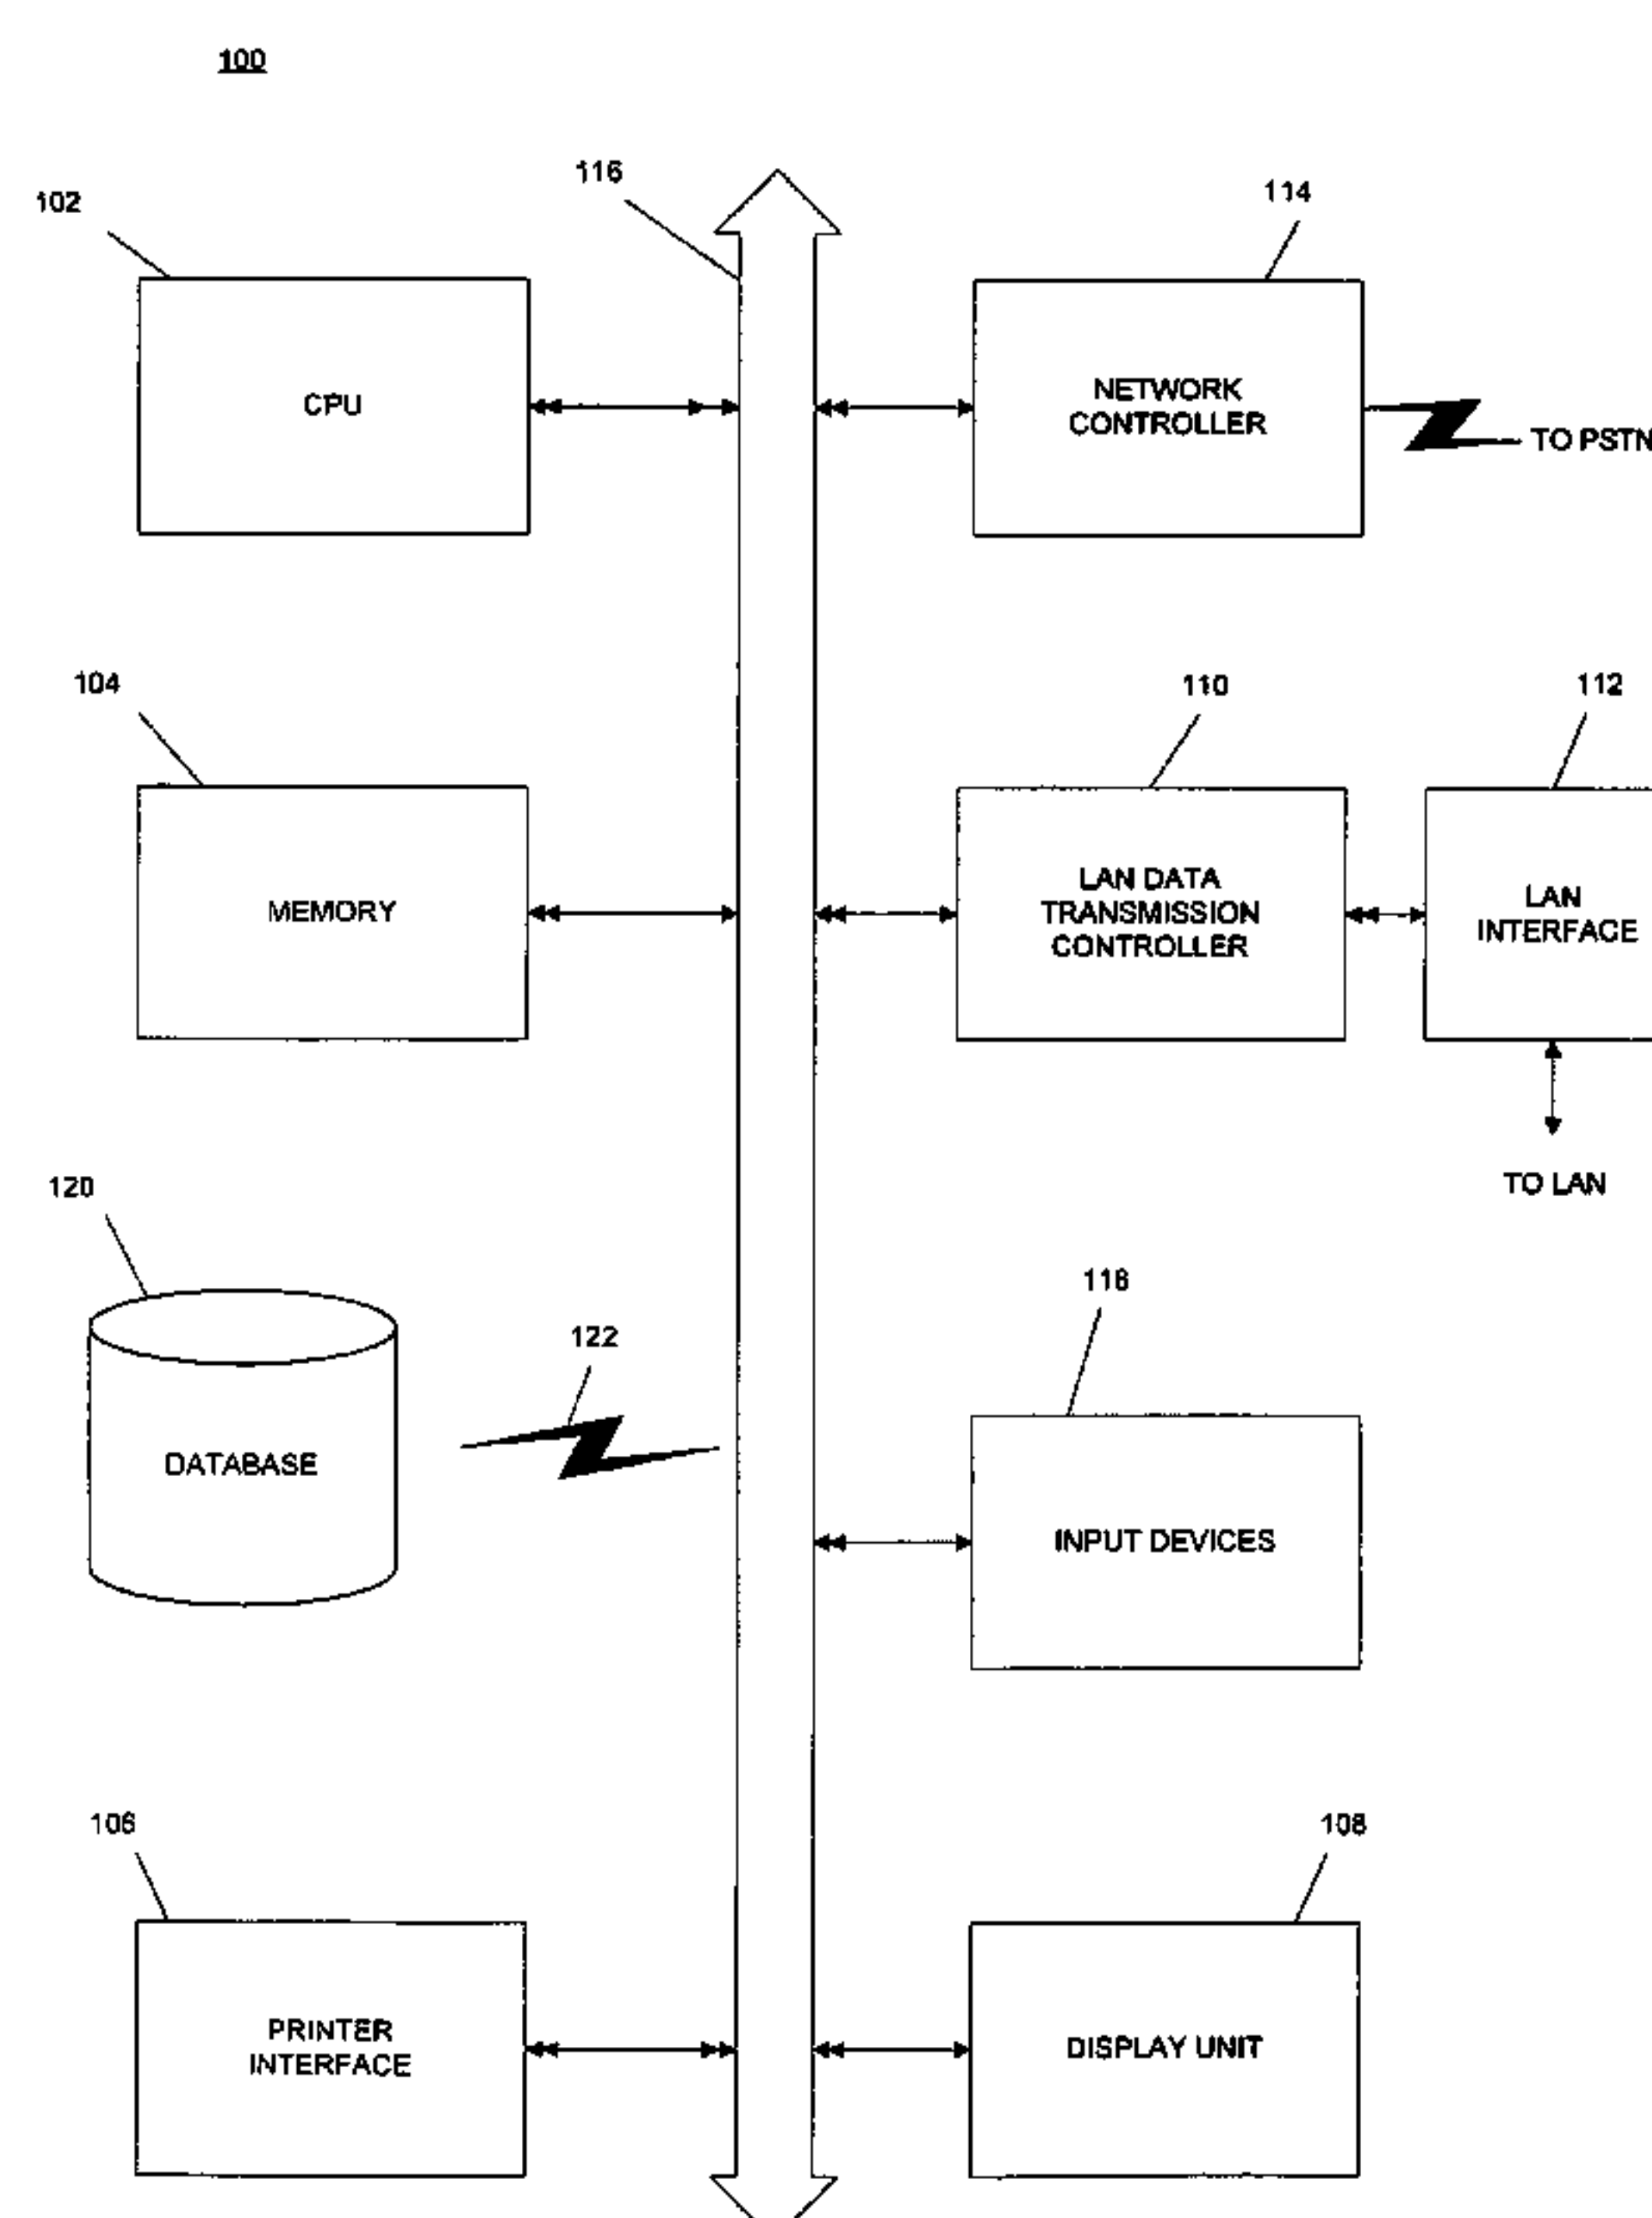 100
116
102
114
CPU
NETWORK
CONTROLLER
TO PSTN
104
110
112
MEMORY
LAN DATA
TRANSMISSION
CONTROLLER
LAN
INTERFACE
120
TO LAN
118
122
DATABASE
INPUT DEVICES
106
108
PRINTER
INTERFACE
DISPLAY UNIT